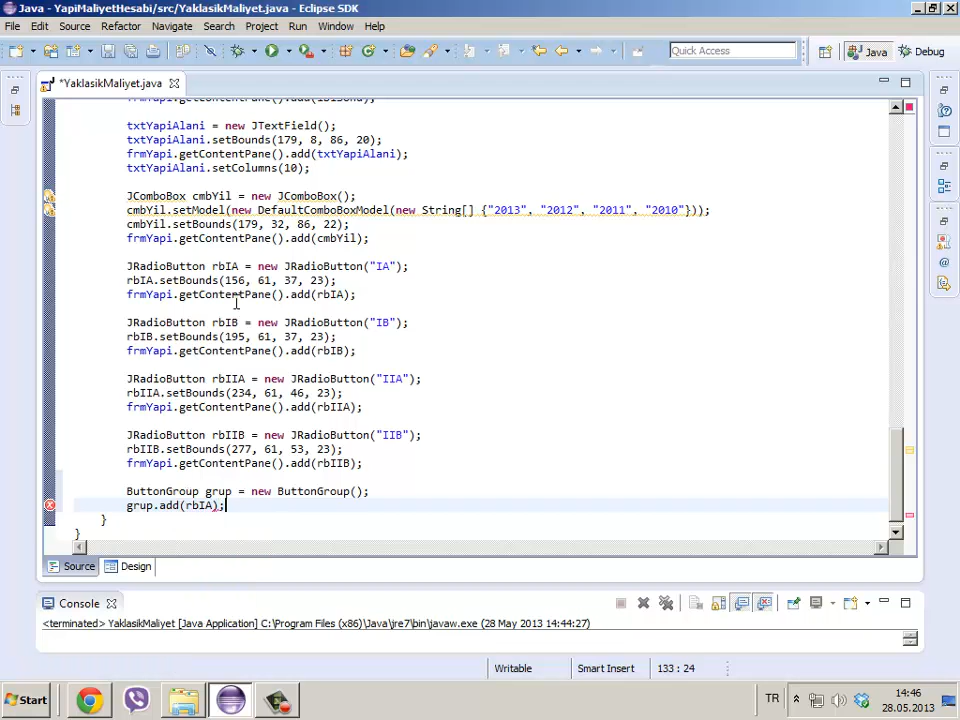 Java - YapiMaliyetHesabi/src/YaklasikMaliyet.java - Eclipse SDK
File Edit Source Refactor Navigate Search Project Run Window Help
Quick Access
Java
Debug
*YaklasikMaliyet.java
txtYapiAlani = new JTextField();
txtYapiAlani.setBounds(179, 8, 86, 20);
frmYapi.getContentPane().add(txtYapiAlani);
txtYapiAlani.setColumns(10);
JComboBox cmbYil = new JComboBox();
cmbYil.setModel(new DefaultComboBoxModel(new String[] {"2013", "2012", "2011", "2010"}));
cmbYil.setBounds(179, 32, 86, 22);
frmYapi.getContentPane().add(cmbYil);
JRadioButton rbIA = new JRadioButton("IA");
rbIA.setBounds(156, 61, 37, 23);
frmYapi.getContentPane().add(rbIA);
JRadioButton rbIB = new JRadioButton("IB");
rbIB.setBounds(195, 61, 37, 23);
frmYapi.getContentPane().add(rbIB);
JRadioButton rbIIA = new JRadioButton("IIA");
rbIIA.setBounds(234, 61, 46, 23);
frmYapi.getContentPane().add(rbIIA);
JRadioButton rbIIB = new JRadioButton("IIB");
rbIIB.setBounds(277, 61, 53, 23);
frmYapi.getContentPane().add(rbIIB);
ButtonGroup grup = new ButtonGroup();
grup.add(rbIA);
}
}
Source Design
Console
<terminated> YaklasikMaliyet [Java Application] C:\Program Files (x86)\Java\jre7\bin\javaw.exe (28 May 2013 14:44:27)
Writable Smart Insert 133 : 24
Start
TR
14:46
28.05.2013